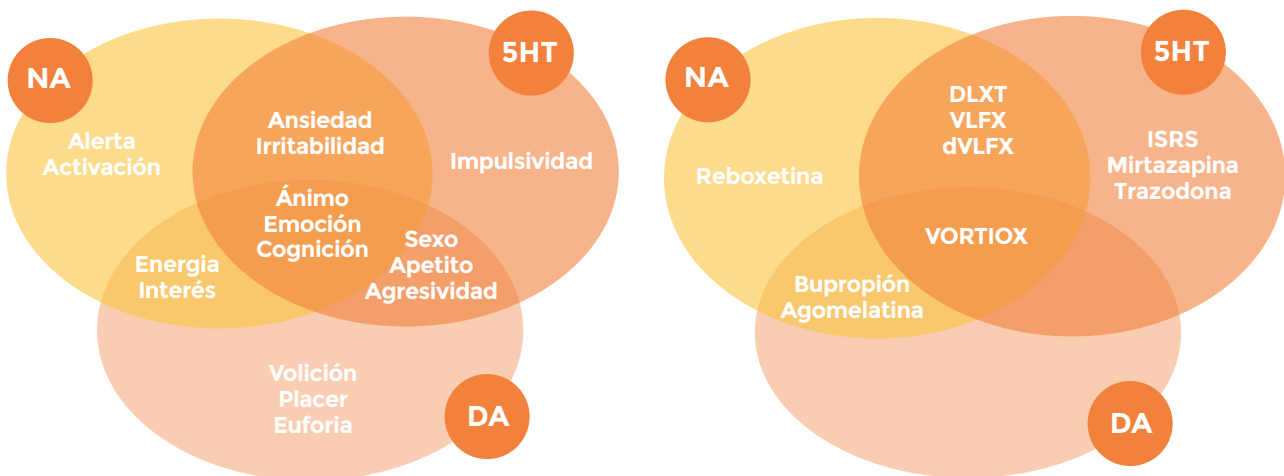 NA
5HT
Alerta
Activación
Ansiedad
Irritabilidad
Impulsividad
Ánimo
Emoción
Cognición
Energia
Interés
Sexo
Apetito
Agresividad
Volición
Placer
Euforia
DA
NA
5HT
Reboxetina
DLXT
VLFX
dVLFX
ISRS
Mirtazapina
Trazodona
VORTIOX
Bupropión
Agomelatina
DA